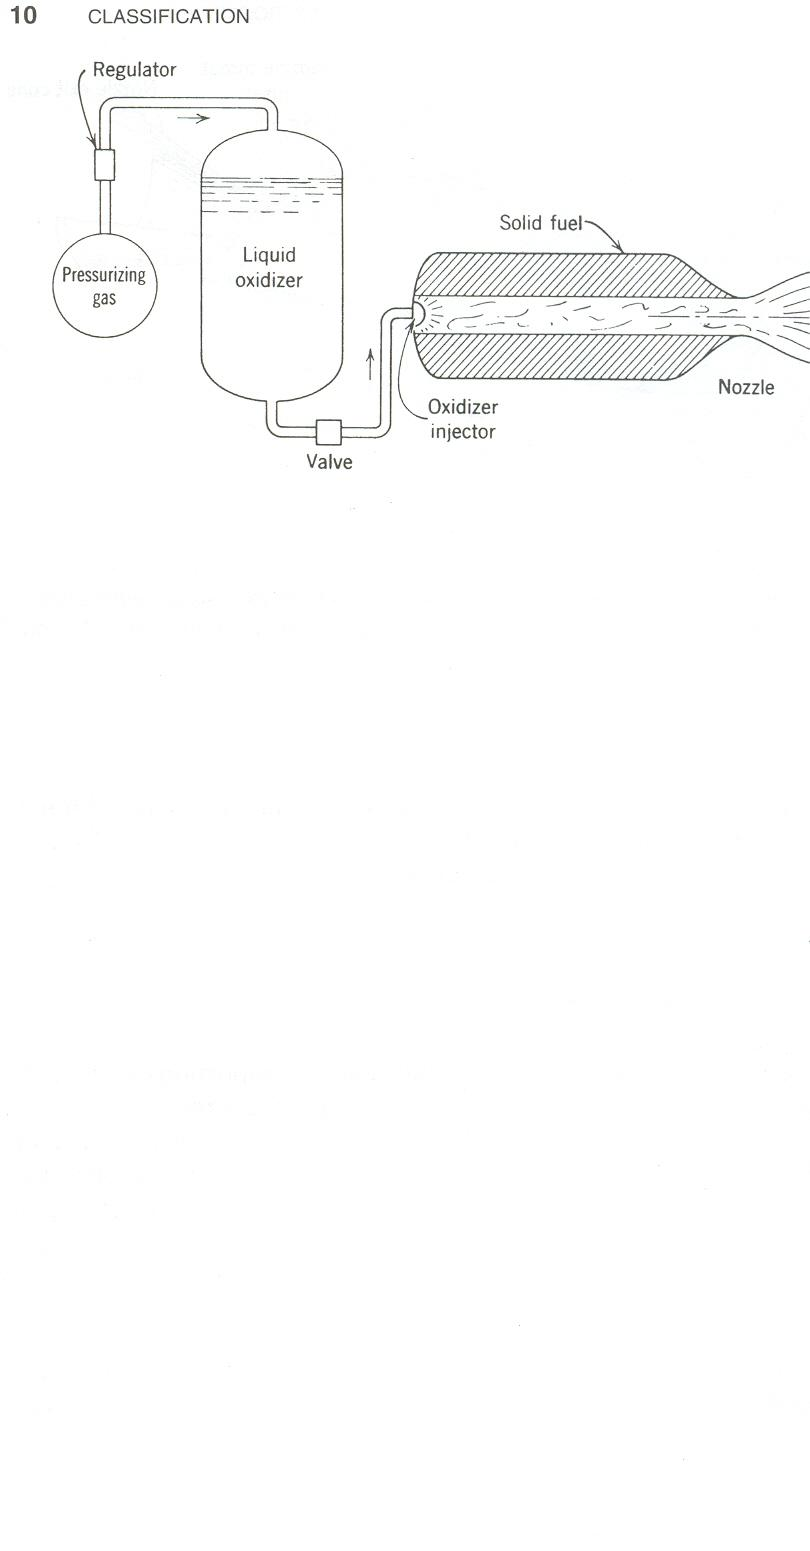 10 CLASSIFICATION
Regulator
Solid fuel
Liquid
oxidizer
Pressurizing
gas
Nozzle
Oxidizer
injector
Valve